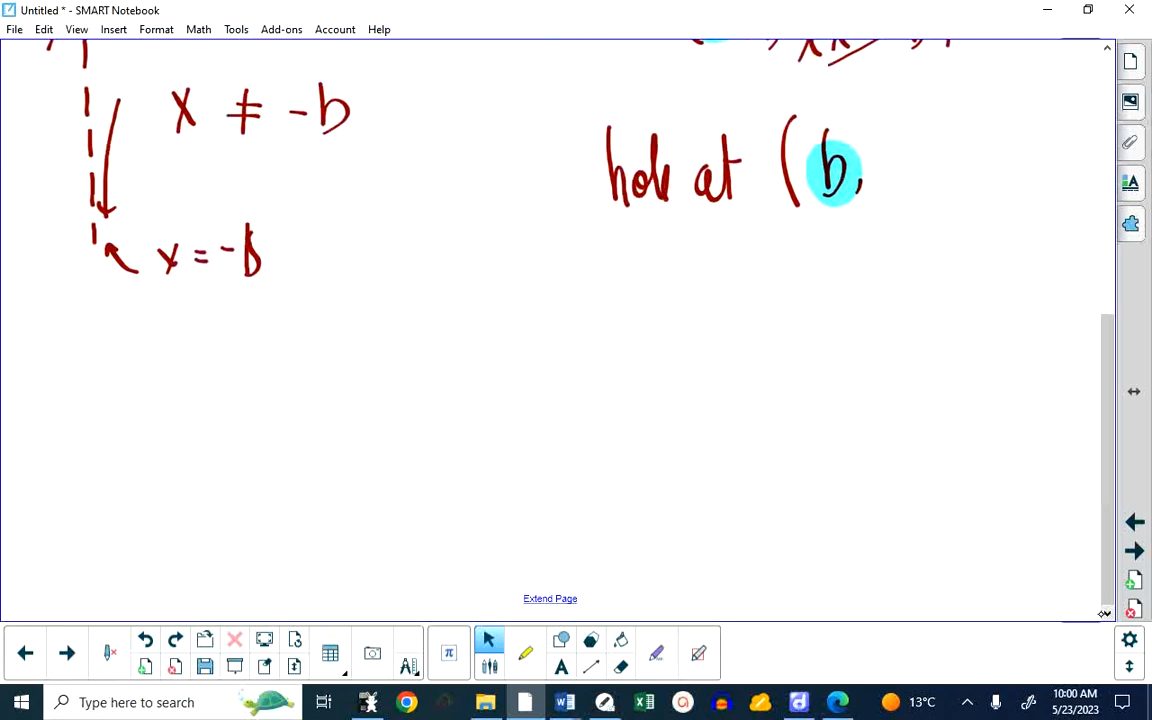 Untitled * - SMART Notebook
File Edit View Insert Format Math Tools Add-ons Account Help
x ≠ -b
hole at ( b,
x = -b
Extend Page
π
A
Type here to search
13°C
10:00 AM
5/23/2023